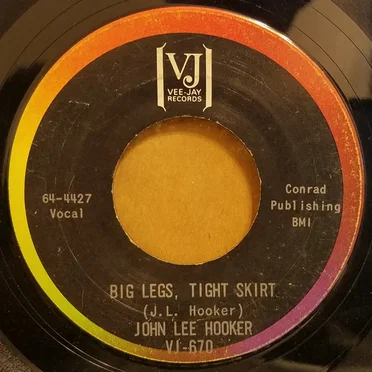 VJ
VEE-JAY
RECORDS
64-4427
Vocal
Conrad
Publishing
BMI
BIG LEGS, TIGHT SKIRT
(J.L. Hooker)
JOHN LEE HOOKER
VJ-670